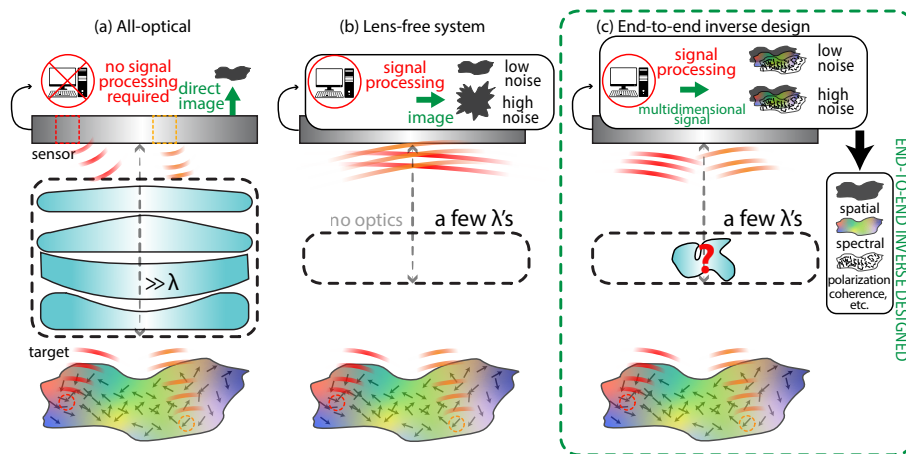 (a) All-optical
no signal
processing
required
direct
image
sensor
≫ λ
target
(b) Lens-free system
signal
processing
image
low
noise
high
noise
no optics
a few λ's
(c) End-to-end inverse design
signal
processing
multidimensional
signal
low
noise
high
noise
a few λ's
?
spatial
spectral
polarization
coherence,
etc.
END-TO-END INVERSE DESIGNED